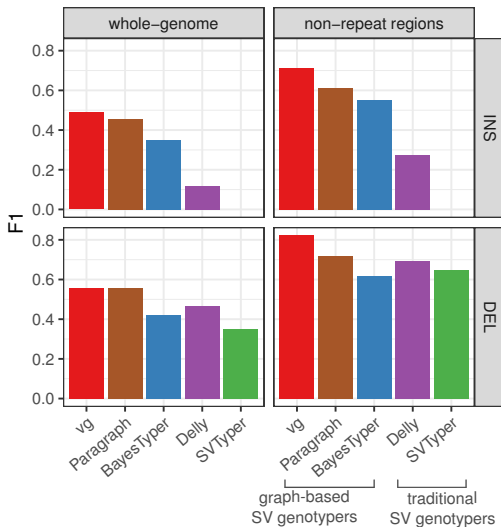 whole-genome
non-repeat regions
F1
0.8
0.6
0.4
0.2
0.0
INS
0.8
0.6
0.4
0.2
0.0
DEL
vg
Paragraph
BayesTyper
Delly
SVTyper
vg
Paragraph
BayesTyper
Delly
SVTyper
graph-based
SV genotypers
traditional
SV genotypers